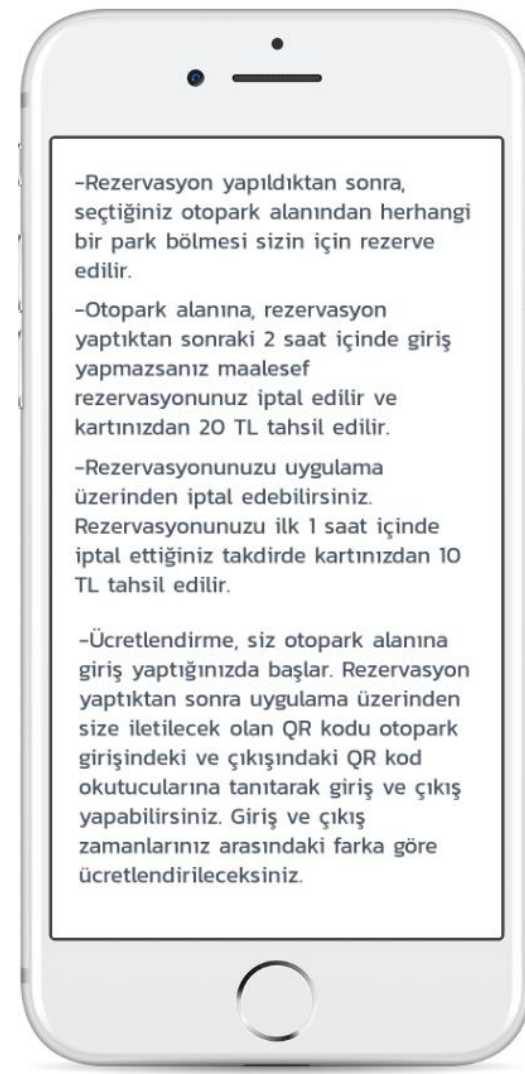 -Rezervasyon yapıldıktan sonra,
seçtiğiniz otopark alanından herhangi
bir park bölmesi sizin için rezerve
edilir.
-Otopark alanına, rezervasyon
yaptıktan sonraki 2 saat içinde giriş
yapmazsanız maalesef
rezervasyonunuz iptal edilir ve
kartınızdan 20 TL tahsil edilir.
-Rezervasyonunuzu uygulama
üzerinden iptal edebilirsiniz.
Rezervasyonunuzu ilk 1 saat içinde
iptal ettiğiniz takdirde kartınızdan 10
TL tahsil edilir.
-Ücretlendirme, siz otopark alanına
giriş yaptığınızda başlar. Rezervasyon
yaptıktan sonra uygulama üzerinden
size iletilecek olan QR kodu otopark
girişindeki ve çıkışındaki QR kod
okutucularına tanıtarak giriş ve çıkış
yapabilirsiniz. Giriş ve çıkış
zamanlarınız arasındaki farka göre
ücretlendirileceksiniz.